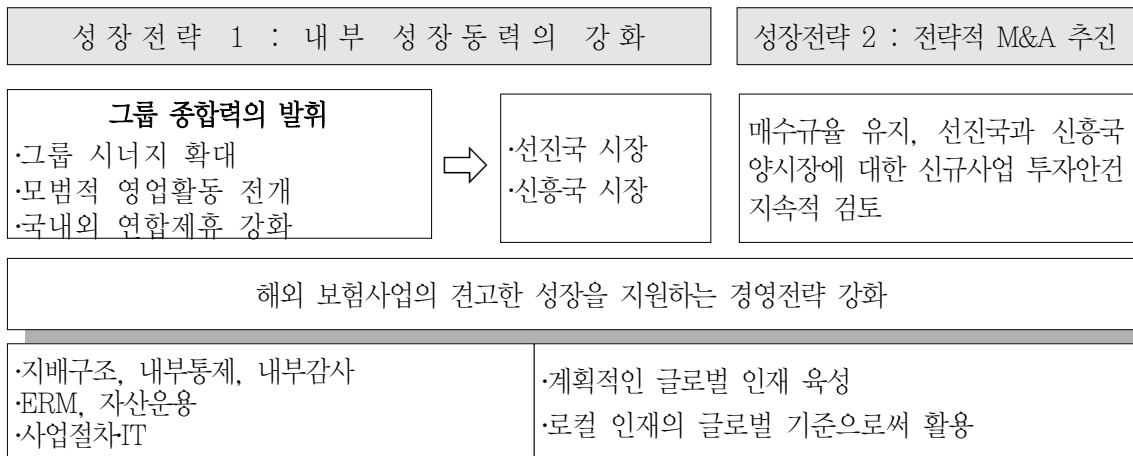 성장전략 1 : 내부 성장동력의 강화
성장전략 2 : 전략적 M&A 추진
그룹 종합력의 발휘
·그룹 시너지 확대
·모범적 영업활동 전개
·국내외 연합제휴 강화
·선진국 시장
·신흥국 시장
매수규율 유지, 선진국과 신흥국
양시장에 대한 신규사업 투자안건
지속적 검토
해외 보험사업의 견고한 성장을 지원하는 경영전략 강화
·지배구조, 내부통제, 내부감사
·ERM, 자산운용
·사업절차·IT
·계획적인 글로벌 인재 육성
·로컬 인재의 글로벌 기준으로써 활용